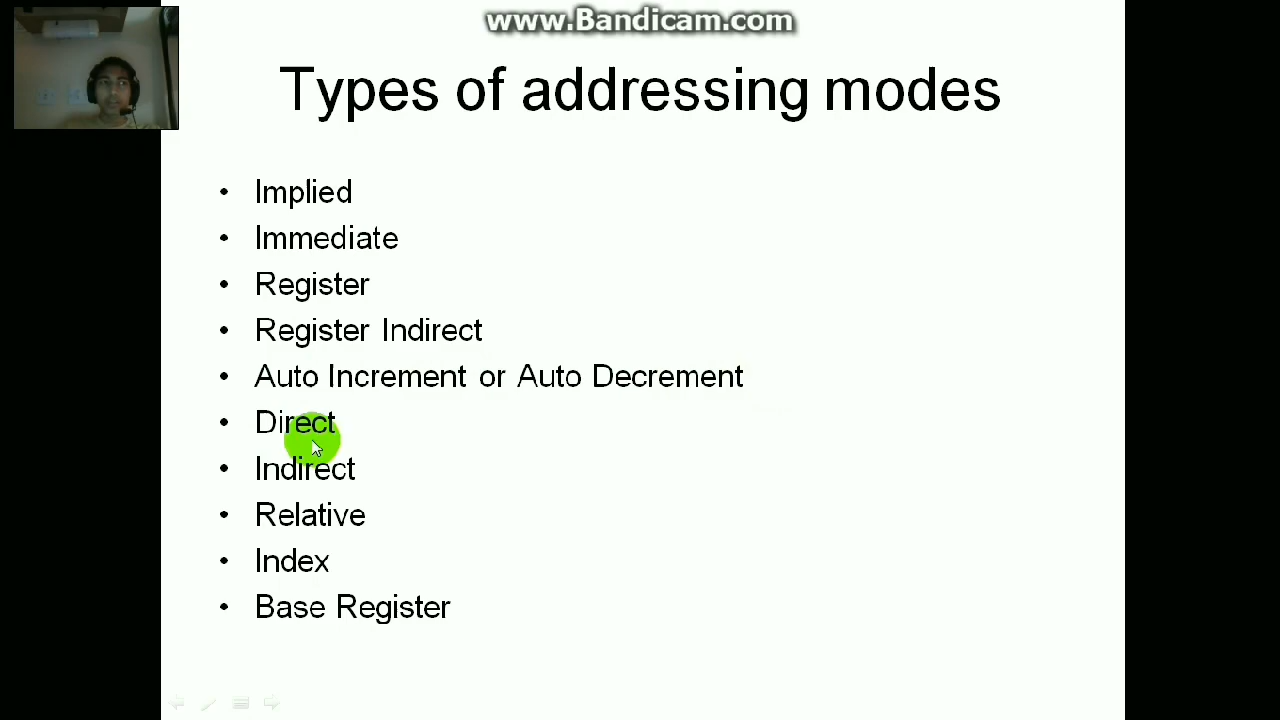 www.Bandicam.com
Types of addressing modes
• Implied
• Immediate
• Register
• Register Indirect
• Auto Increment or Auto Decrement
• Direct
• Indirect
• Relative
• Index
• Base Register